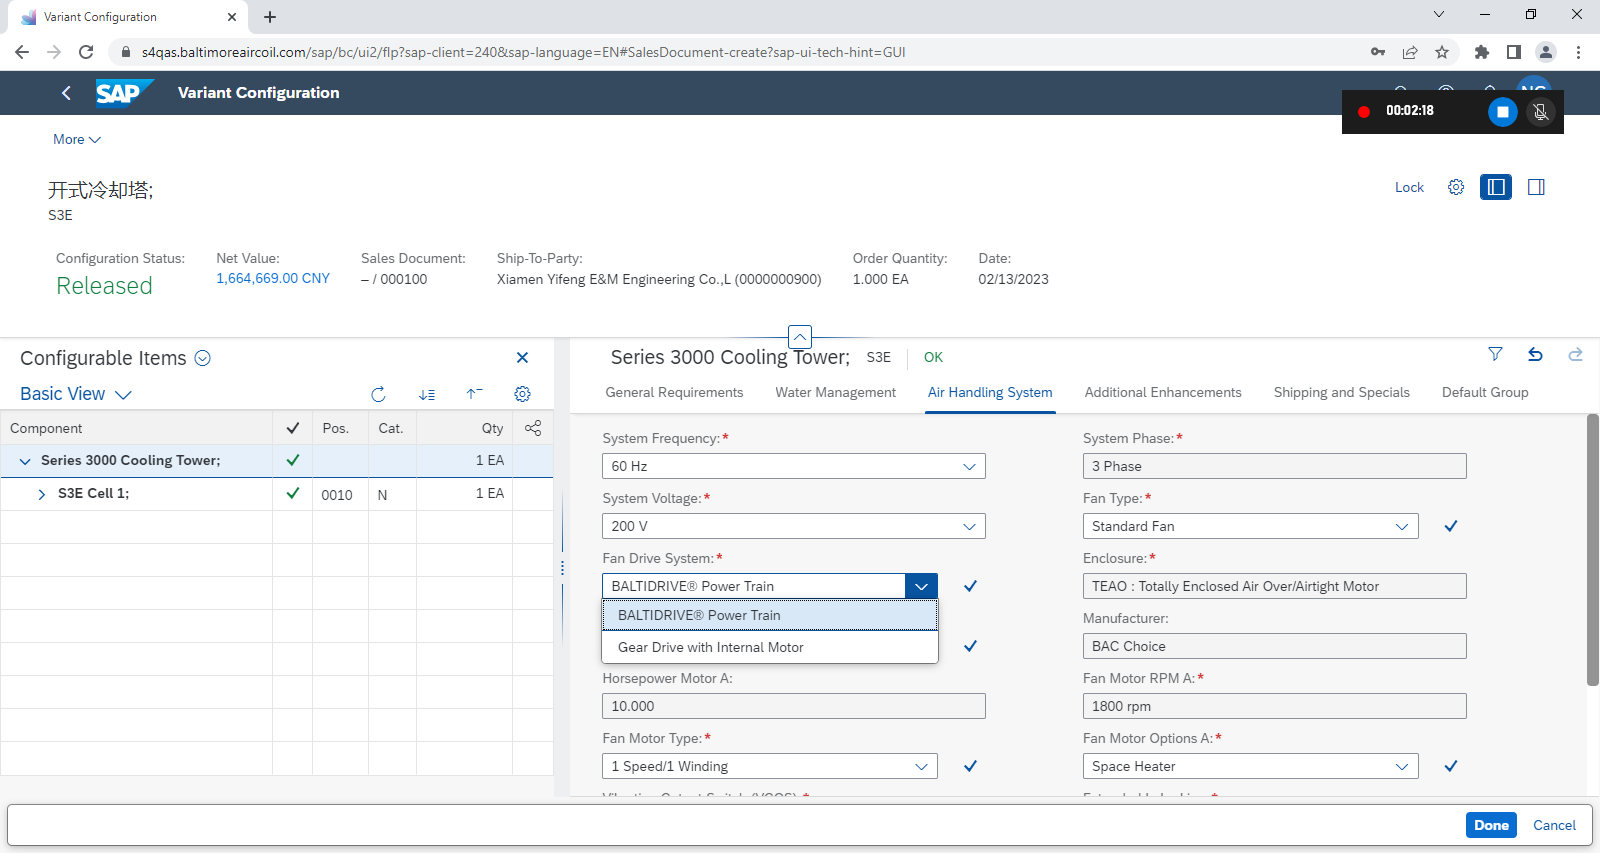 Variant Configuration
s4qas.baltimoreaircoil.com/sap/bc/ui2/flp?sap-client=240&sap-language=EN#SalesDocument-create?sap-ui-tech-hint=GUI
SAP
Variant Configuration
00:02:18
More
开式冷却塔;
S3E
Lock
Configuration Status:
Released
Net Value:
1,664,669.00 CNY
Sales Document:
– / 000100
Ship-To-Party:
Xiamen Yifeng E&M Engineering Co.,L (0000000900)
Order Quantity:
1.000 EA
Date:
02/13/2023
Configurable Items
Basic View
Component Pos. Cat. Qty
Series 3000 Cooling Tower; 1 EA
S3E Cell 1; 0010 N 1 EA
Series 3000 Cooling Tower; S3E OK
General Requirements Water Management Air Handling System Additional Enhancements Shipping and Specials Default Group
System Frequency:*
60 Hz
System Phase:*
3 Phase
System Voltage:*
200 V
Fan Type:*
Standard Fan
Fan Drive System:*
BALTIDRIVE® Power Train
BALTIDRIVE® Power Train
Gear Drive with Internal Motor
Enclosure:*
TEAO : Totally Enclosed Air Over/Airtight Motor
Manufacturer:
BAC Choice
Horsepower Motor A:
10.000
Fan Motor RPM A:*
1800 rpm
Fan Motor Type:*
1 Speed/1 Winding
Fan Motor Options A:*
Space Heater
Done Cancel